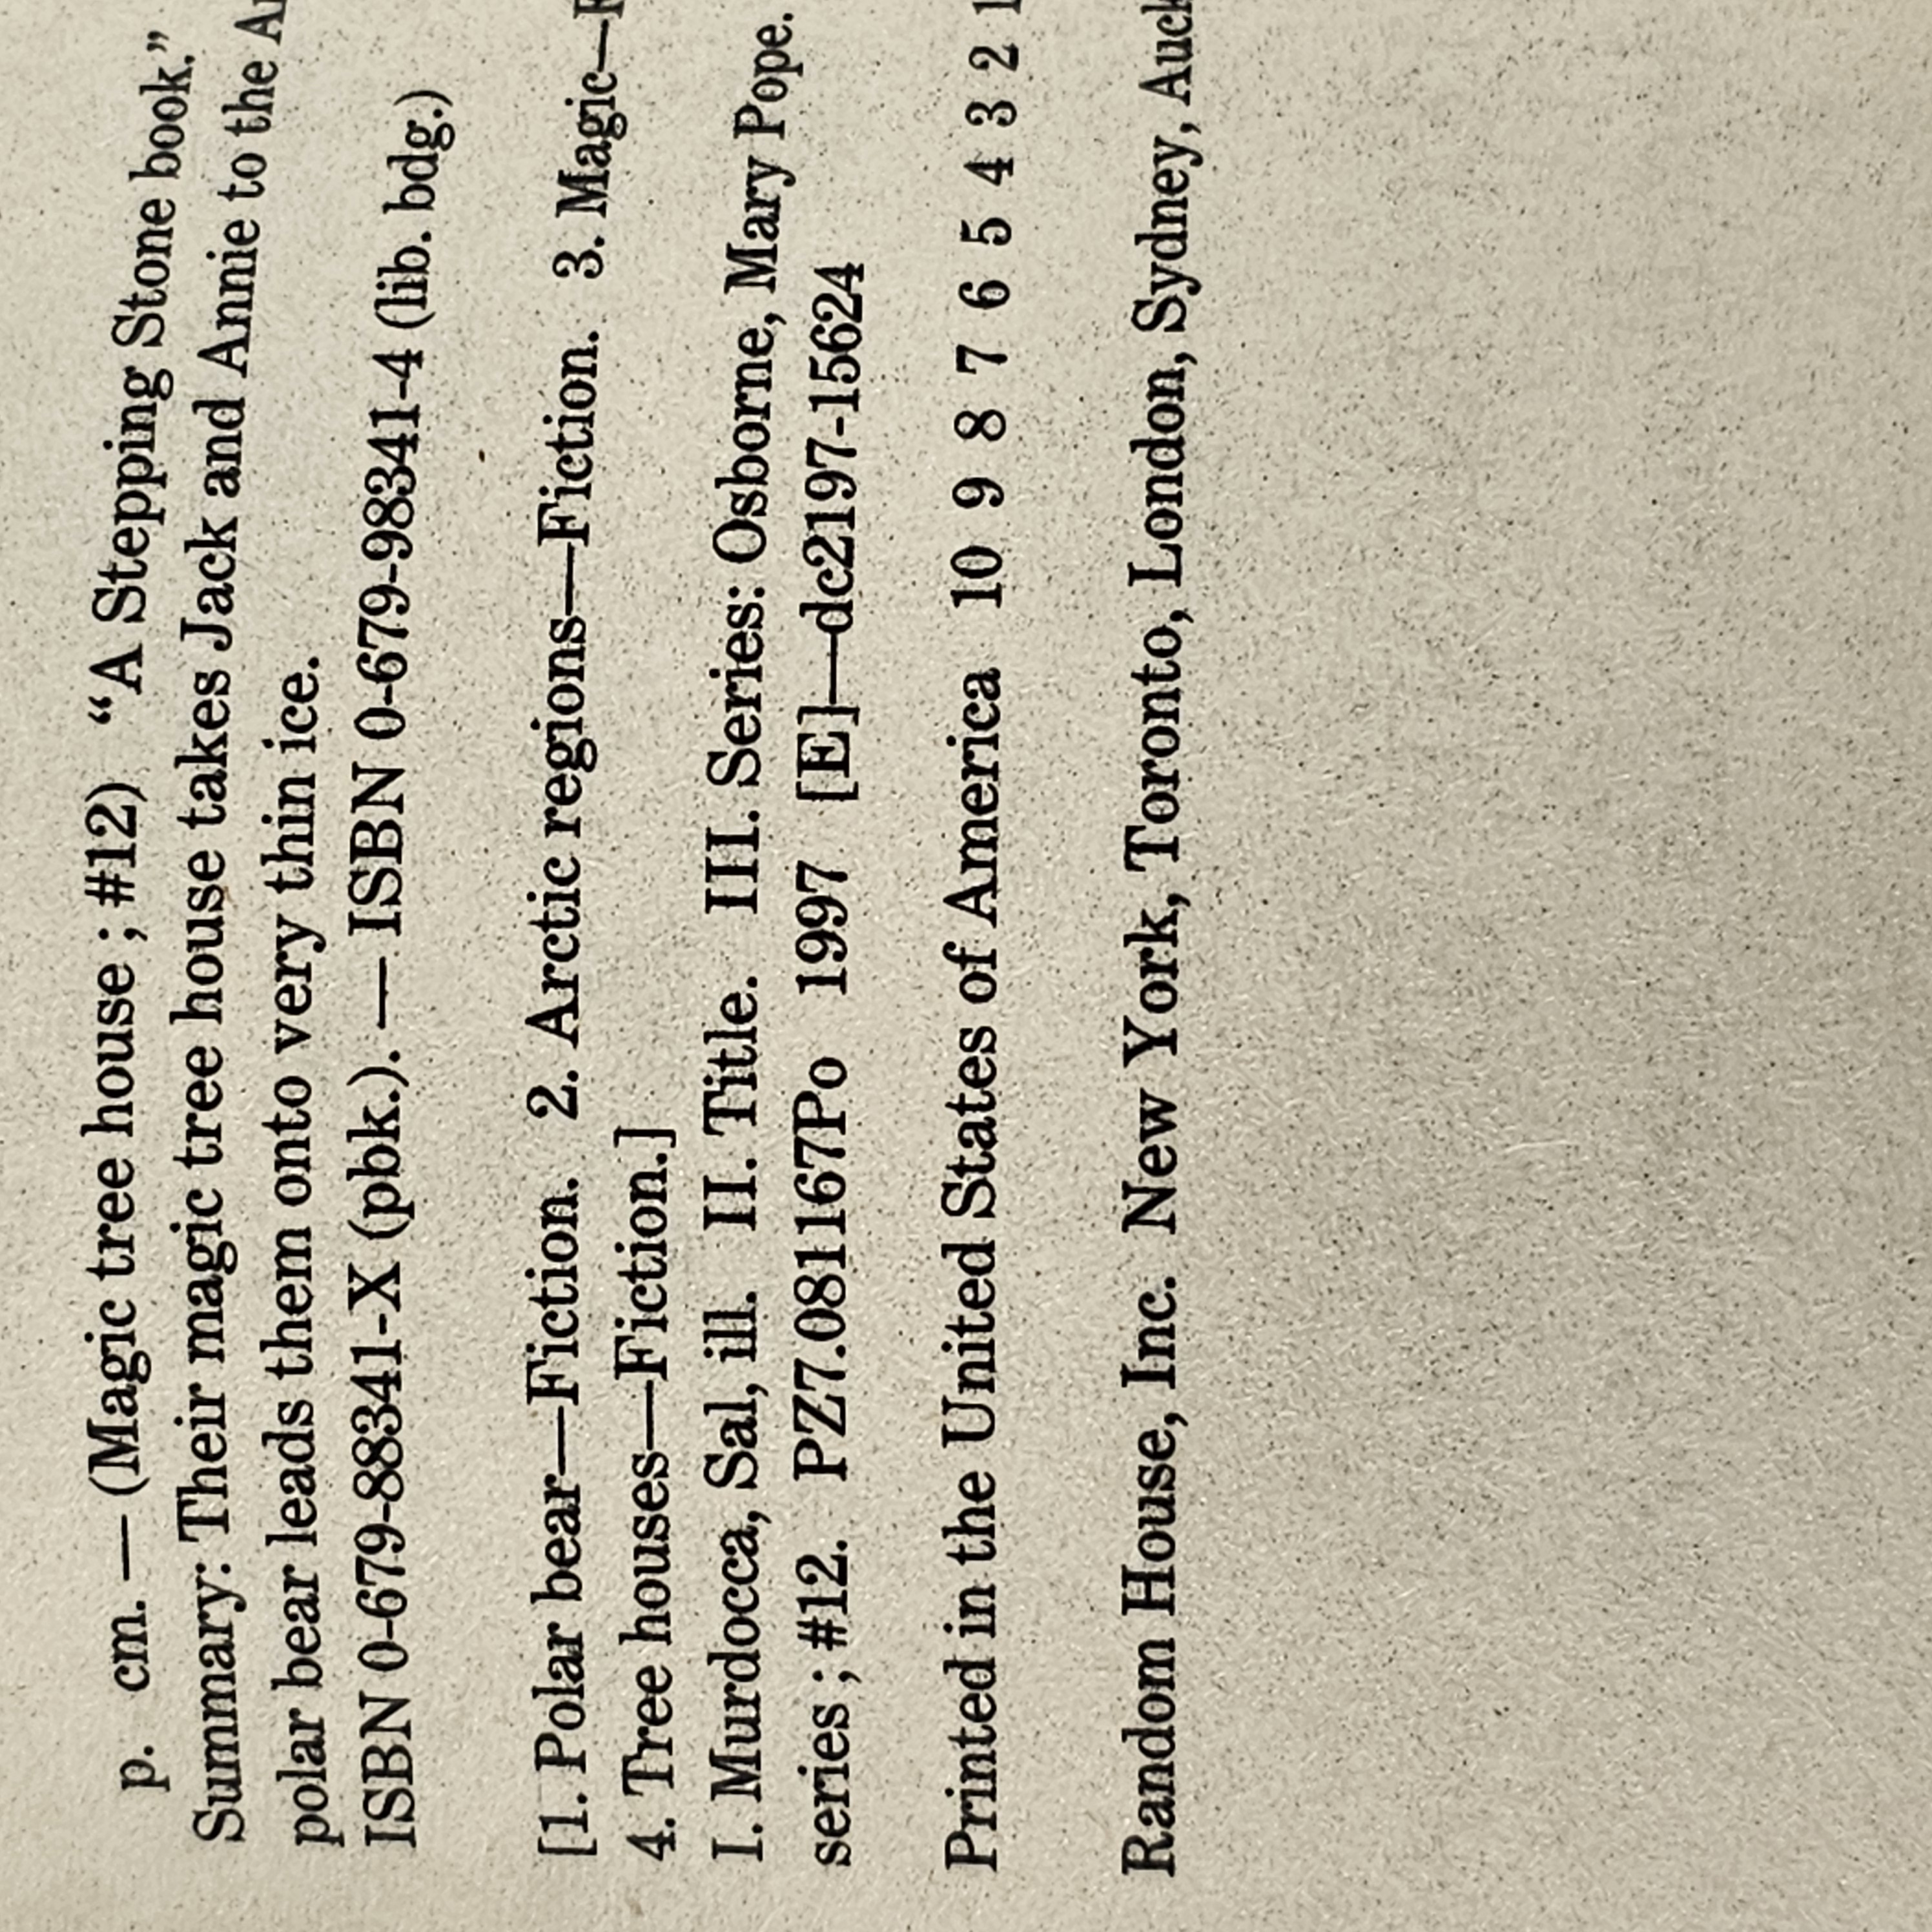 p. cm. — (Magic tree house ; #12) “A Stepping Stone book.”
Summary: Their magic tree house takes Jack and Annie to the
polar bear leads them onto very thin ice.
ISBN 0-679-88341-X (pbk.). — ISBN 0-679-98341-4 (lib. bdg.)
[1. Polar bear—Fiction. 2. Arctic regions—Fiction. 3. Magic—
4. Tree houses—Fiction.]
I. Murdocca, Sal, ill. II. Title. III. Series: Osborne, Mary Pope.
series ; #12. PZ7.081167Po 1997 [E]—dc2197-15624
Printed in the United States of America 10 9 8 7 6 5 4 3 2 1
Random House, Inc. New York, Toronto, London, Sydney,